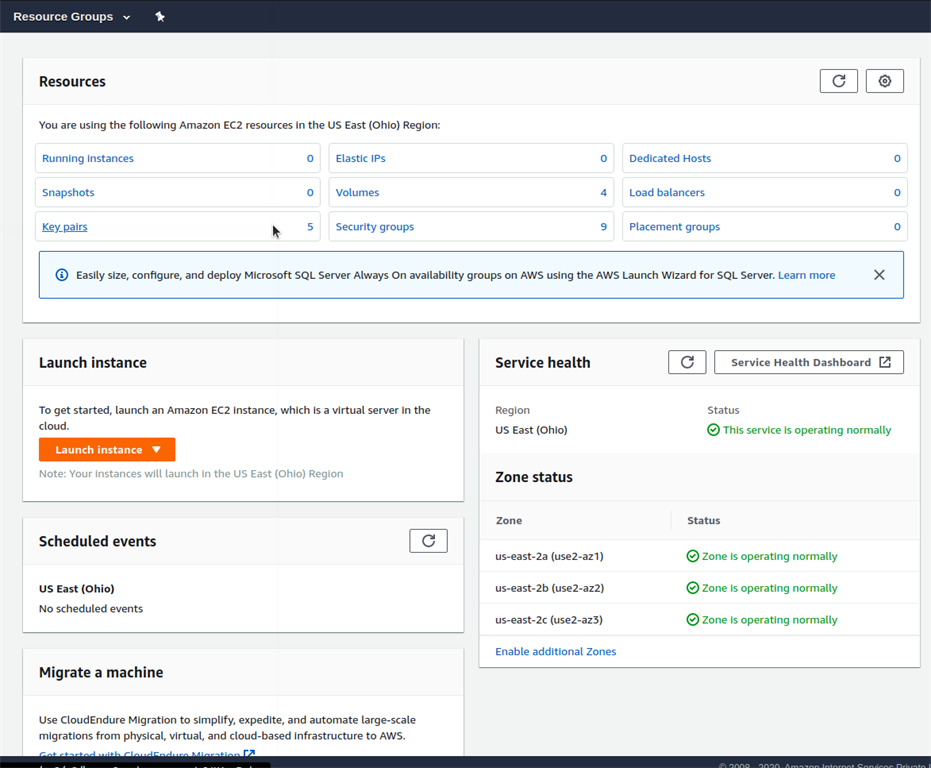 Resource Groups
Resources
You are using the following Amazon EC2 resources in the US East (Ohio) Region:
Running instances 0 Elastic IPs 0 Dedicated Hosts 0
Snapshots 0 Volumes 4 Load balancers 0
Key pairs 5 Security groups 9 Placement groups 0
Easily size, configure, and deploy Microsoft SQL Server Always On availability groups on AWS using the AWS Launch Wizard for SQL Server. Learn more
Launch instance
To get started, launch an Amazon EC2 instance, which is a virtual server in the
cloud.
Launch instance
Note: Your instances will launch in the US East (Ohio) Region
Scheduled events
US East (Ohio)
No scheduled events
Migrate a machine
Use CloudEndure Migration to simplify, expedite, and automate large-scale
migrations from physical, virtual, and cloud-based infrastructure to AWS.
Get started with CloudEndure Migration
Service health
Service Health Dashboard
Region Status
US East (Ohio) This service is operating normally
Zone status
Zone Status
us-east-2a (use2-az1) Zone is operating normally
us-east-2b (use2-az2) Zone is operating normally
us-east-2c (use2-az3) Zone is operating normally
Enable additional Zones
© 2008 - 2020, Amazon Internet Services Private